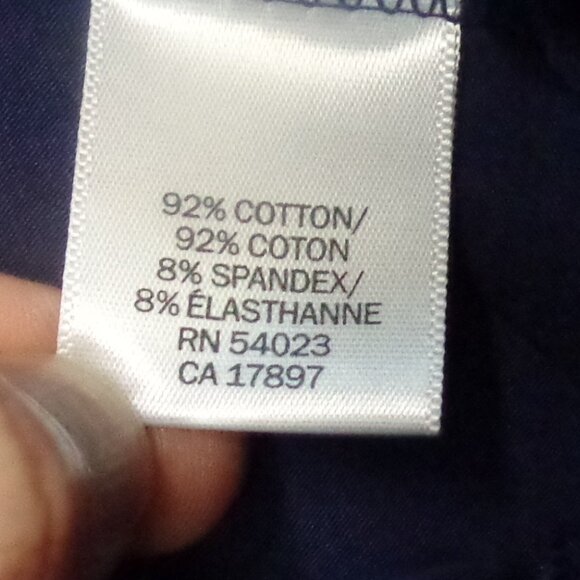 92% COTTON/
92% COTON
8% SPANDEX/
8% ÉLASTHANNE
RN 54023
CA 17897